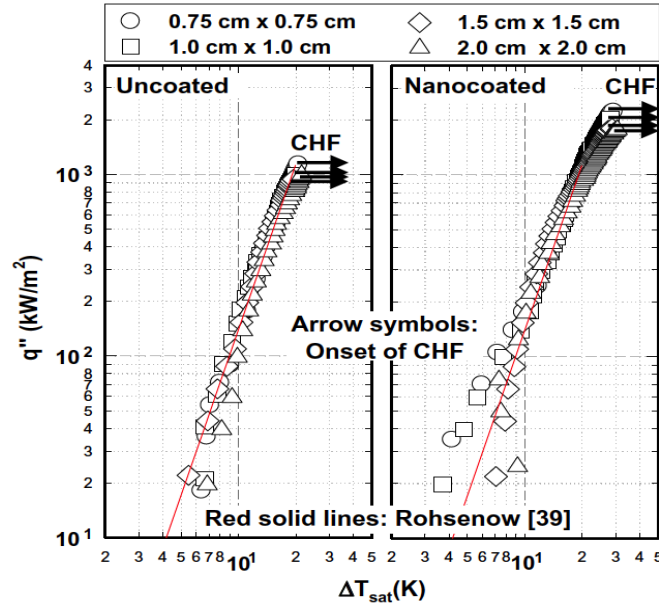 0.75 cm x 0.75 cm
1.5 cm x 1.5 cm
1.0 cm x 1.0 cm
2.0 cm x 2.0 cm
Uncoated
Nanocoated
CHF
CHF
Arrow symbols:
Onset of CHF
Red solid lines: Rohsenow [39]
q" (kW/m²)
4
3
2
10³
9
8
7
6
5
4
3
2
10²
9
8
7
6
5
4
3
2
10¹
2 3 4 5 6 7 8 10¹ 2 3 4 5
2 3 4 5 6 7 8 10¹ 2 3 4 5
ΔTsat(K)